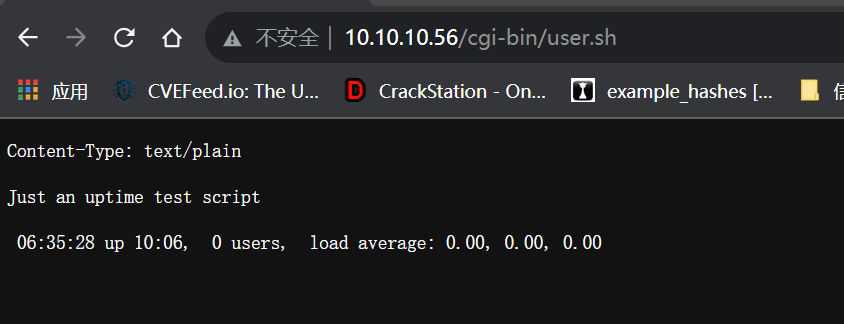 不安全 | 10.10.10.56/cgi-bin/user.sh
应用 CVEFeed.io: The U... CrackStation - On... example_hashes [...
Content-Type: text/plain
Just an uptime test script
06:35:28 up 10:06, 0 users, load average: 0.00, 0.00, 0.00